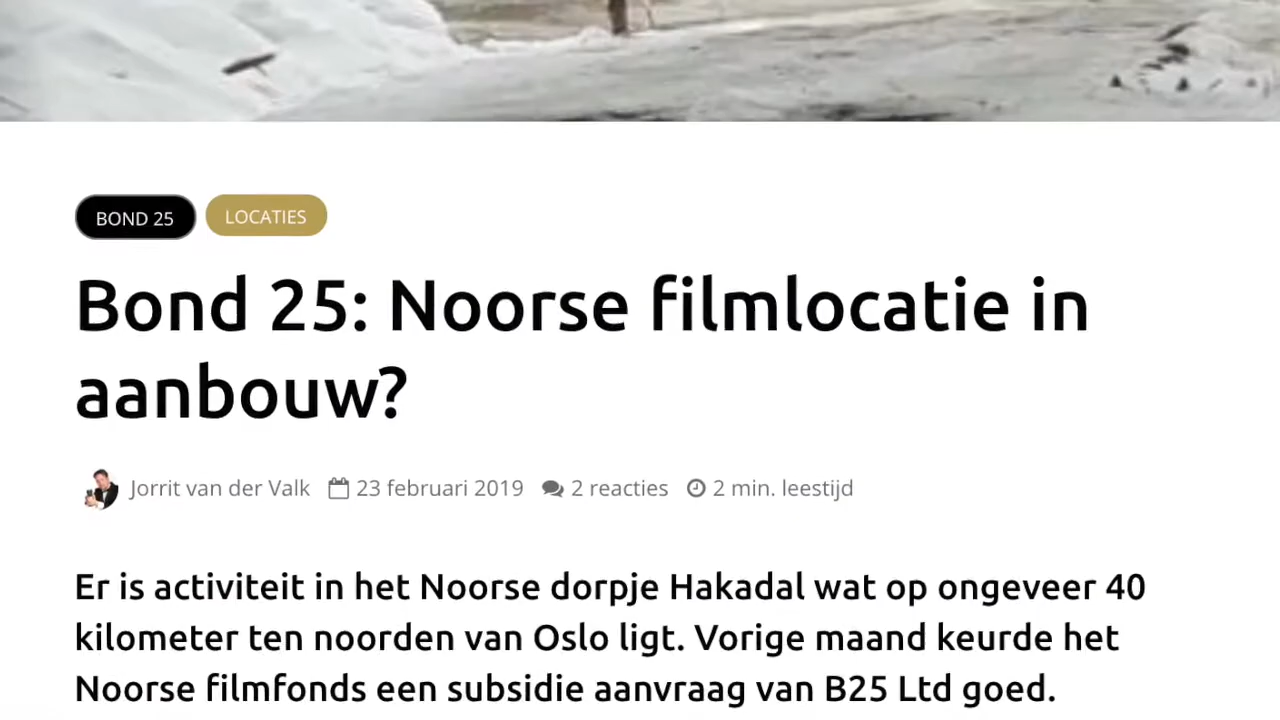 BOND 25 LOCATIES
Bond 25: Noorse filmlocatie in
aanbouw?
Jorrit van der Valk 23 februari 2019 2 reacties 2 min. leestijd
Er is activiteit in het Noorse dorpje Hakadal wat op ongeveer 40
kilometer ten noorden van Oslo ligt. Vorige maand keurde het
Noorse filmfonds een subsidie aanvraag van B25 Ltd goed.